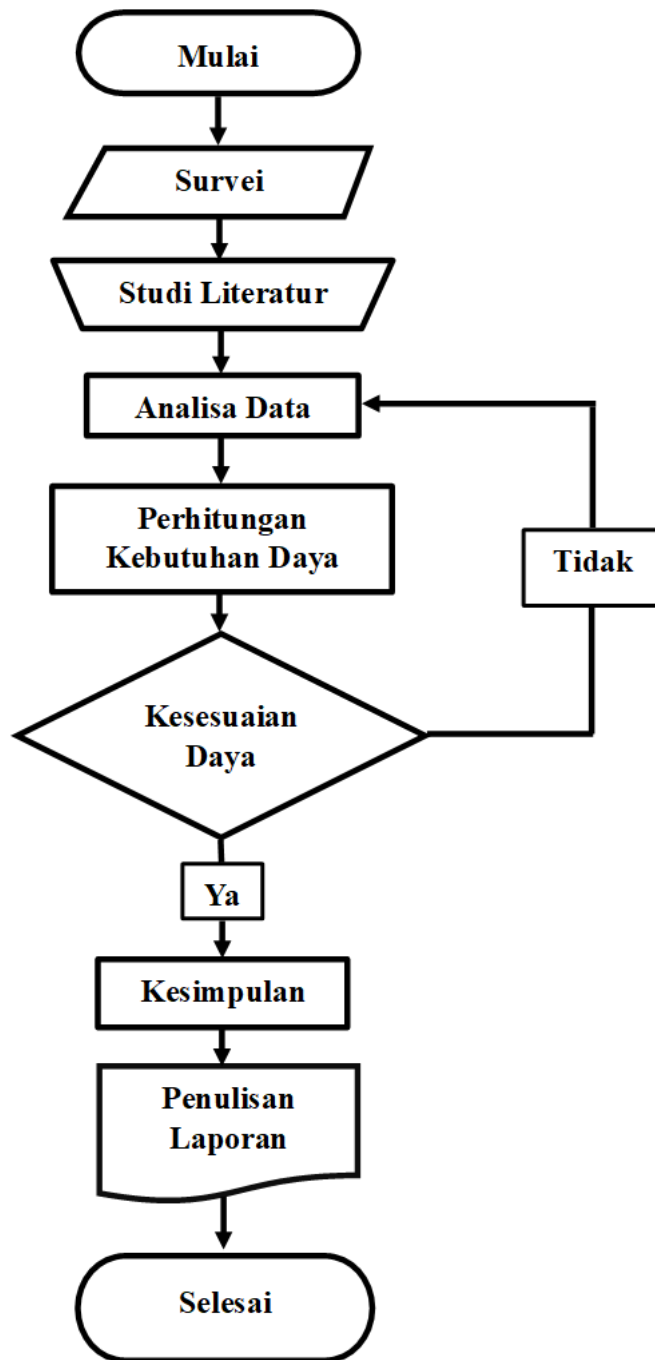 Mulai
Survei
Studi Literatur
Analisa Data
Perhitungan
Kebutuhan Daya
Tidak
Kesesuaian
Daya
Ya
Kesimpulan
Penulisan
Laporan
Selesai